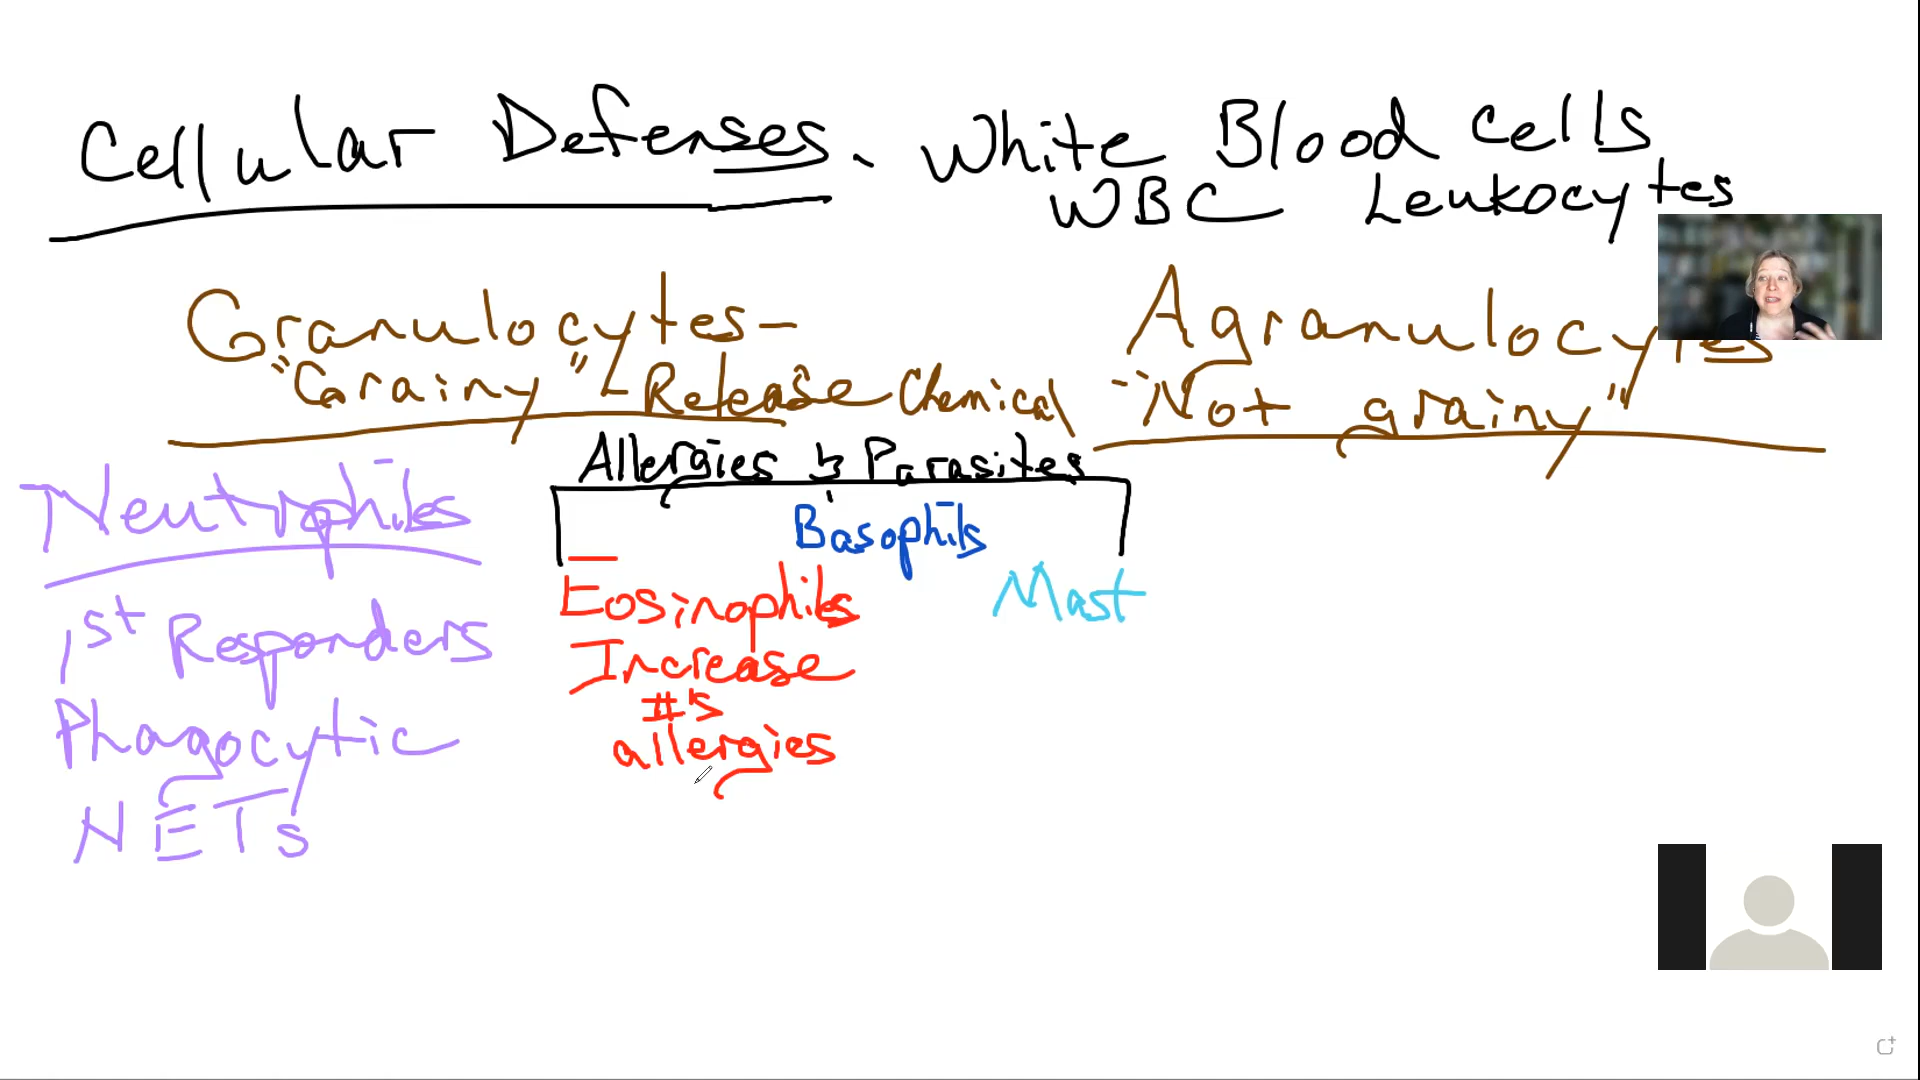 Cellular Defenses. White Blood Cells
WBC Leukocytes
Granulocytes-
"Grainy" - Release Chemical
Agranulocytes
"Not grainy"
Neutrophils
1st Responders
Phagocytic
NETs
Allergies & Parasites
Basophils
Eosinophils
Increase
#'s
allergies
Mast